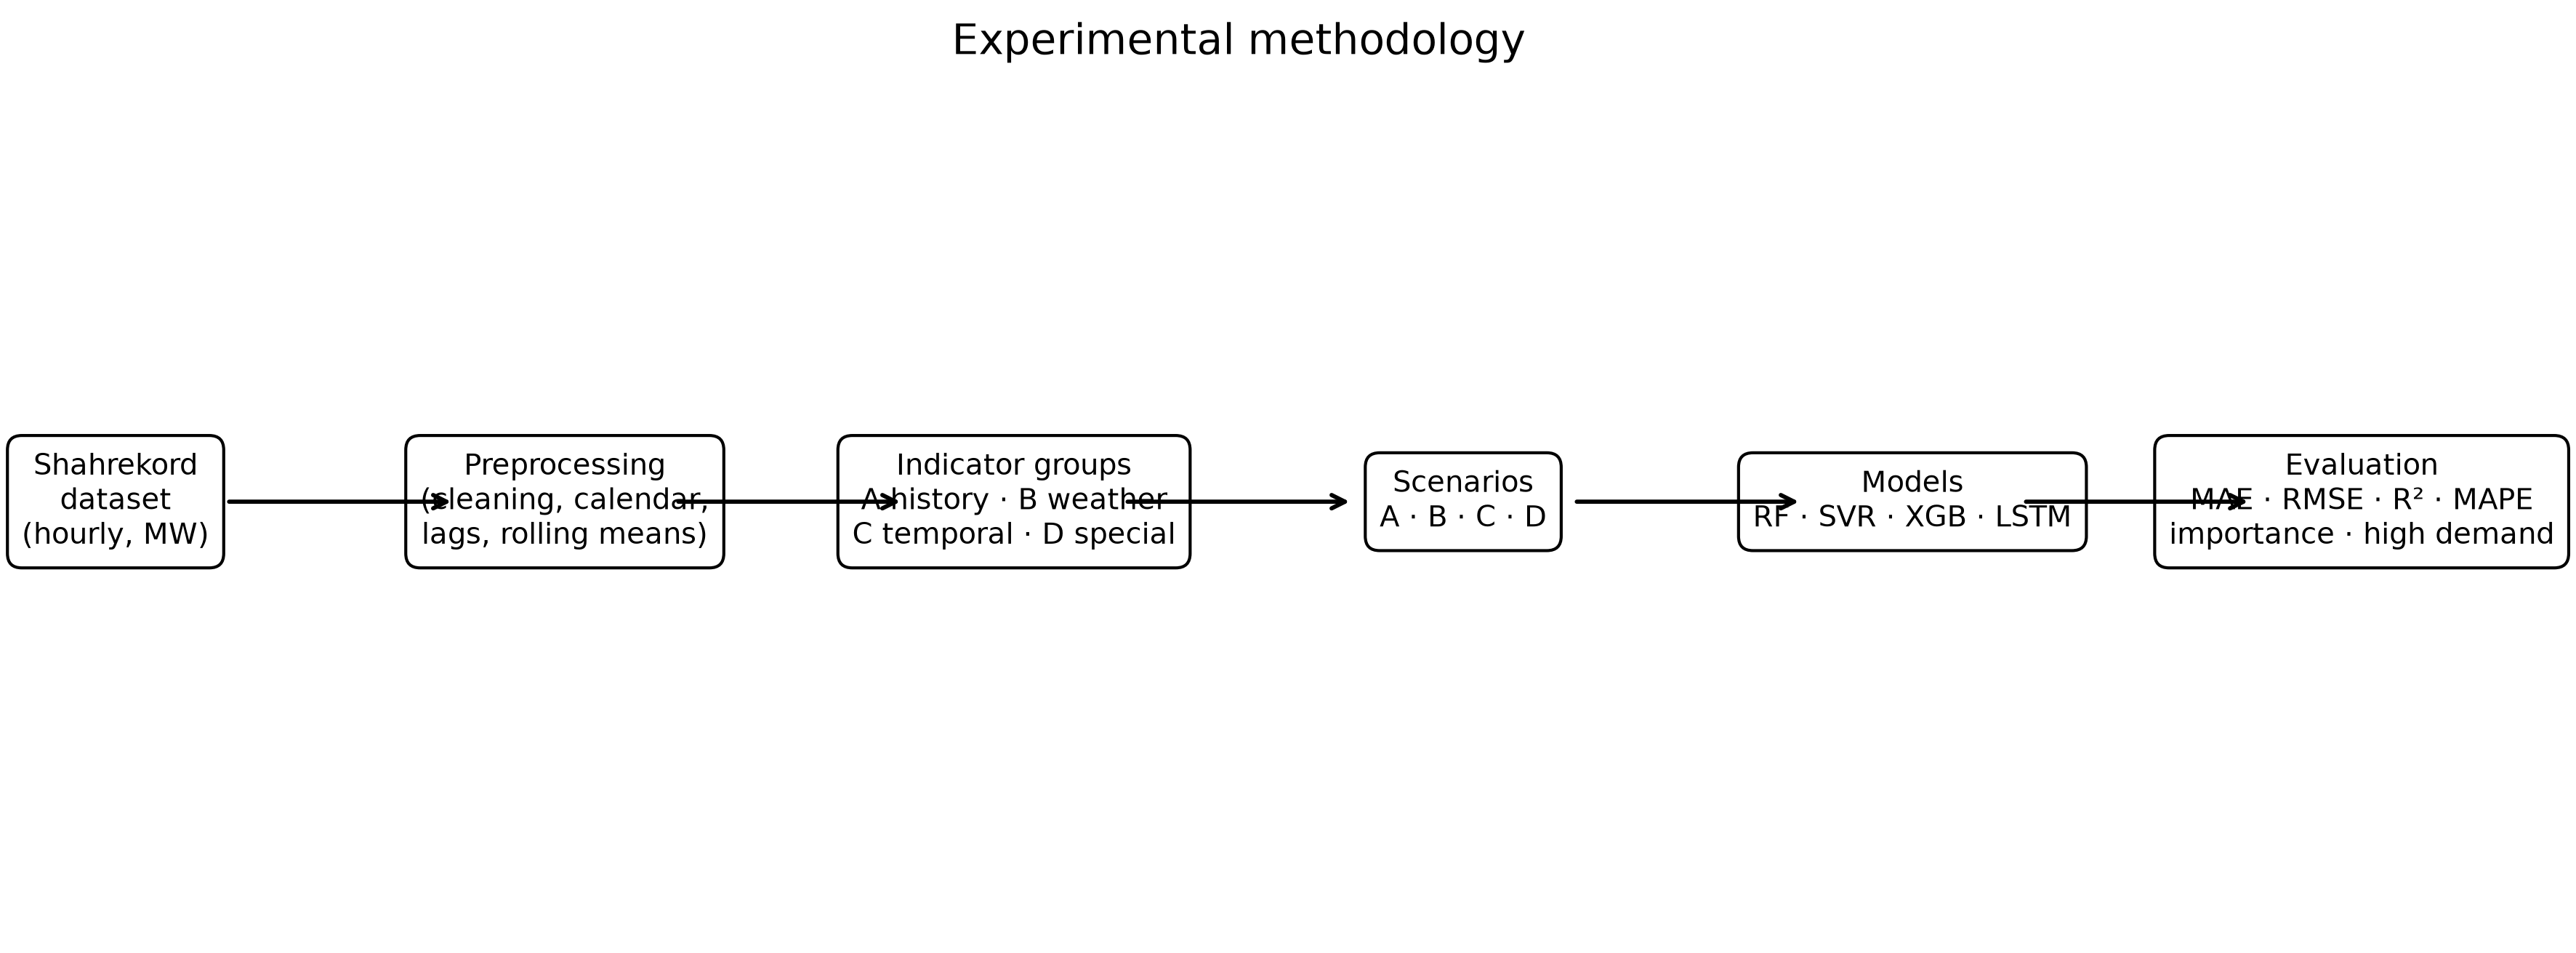 Experimental methodology
Shahrekord
dataset
(hourly, MW)
Preprocessing
(cleaning, calendar,
lags, rolling means)
Indicator groups
A history · B weather
C temporal · D special
Scenarios
A · B · C · D
Models
RF · SVR · XGB · LSTM
Evaluation
MAE · RMSE · R² · MAPE
importance · high demand